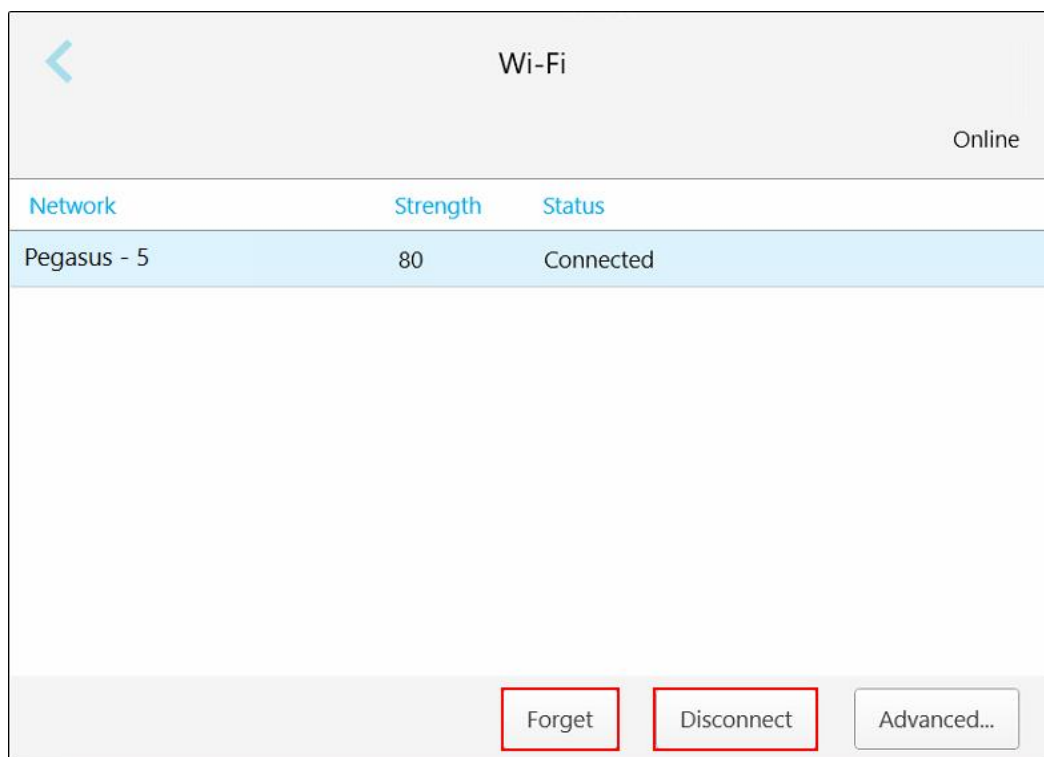 Wi-Fi
Online
Network Strength Status
Pegasus - 5 80 Connected
Forget Disconnect Advanced...